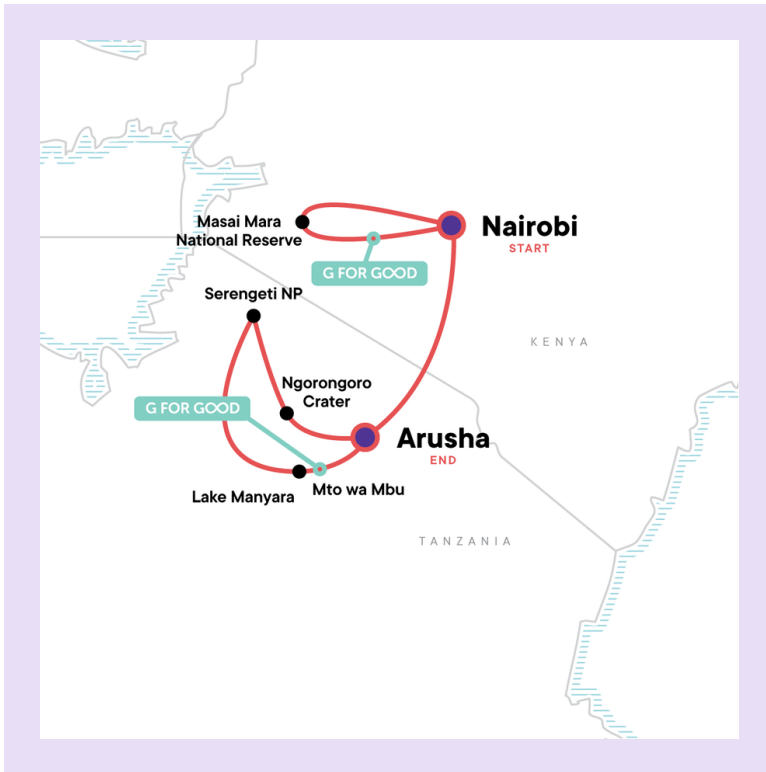 Masai Mara
National Reserve
Nairobi
START
G FOR GOOD
Serengeti NP
KENYA
Ngorongoro
Crater
G FOR GOOD
Arusha
END
Lake Manyara
Mto wa Mbu
TANZANIA